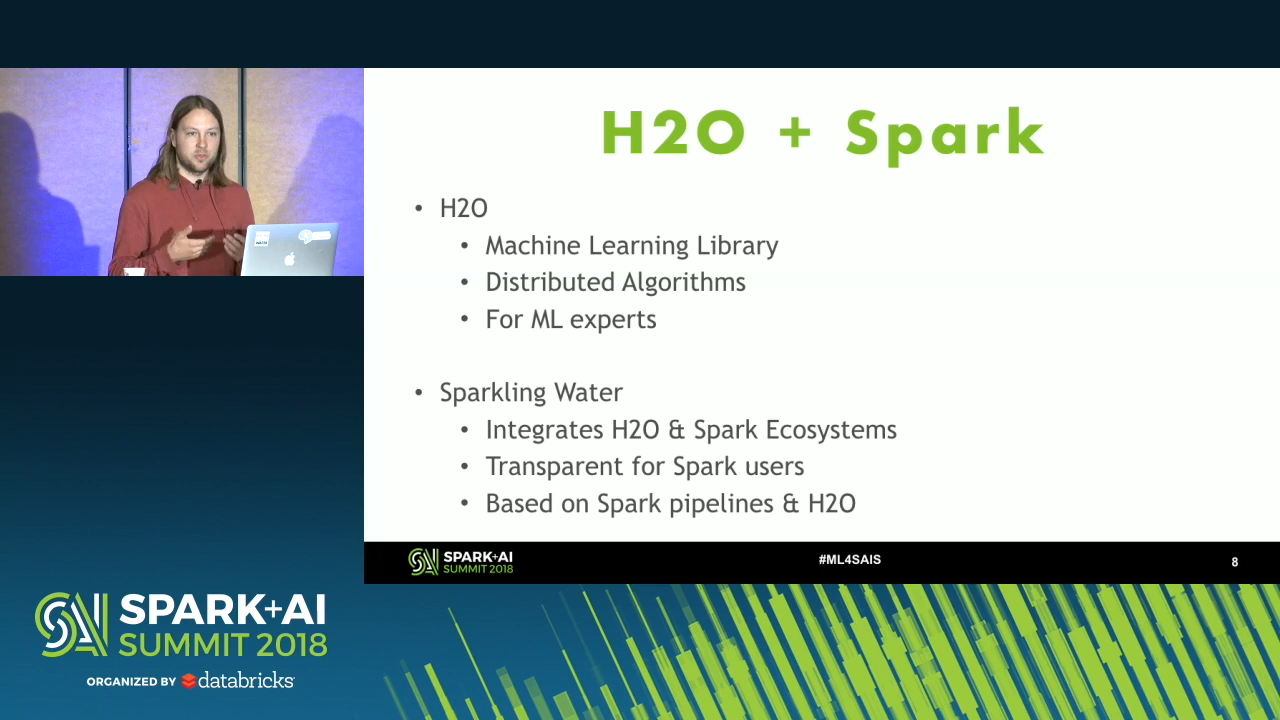 H2O + Spark
• H2O
• Machine Learning Library
• Distributed Algorithms
• For ML experts
• Sparkling Water
• Integrates H2O & Spark Ecosystems
• Transparent for Spark users
• Based on Spark pipelines & H2O
SPARK+AI
SUMMIT 2018
#ML4SAIS
8
SPARK+AI
SUMMIT 2018
ORGANIZED BY databricks